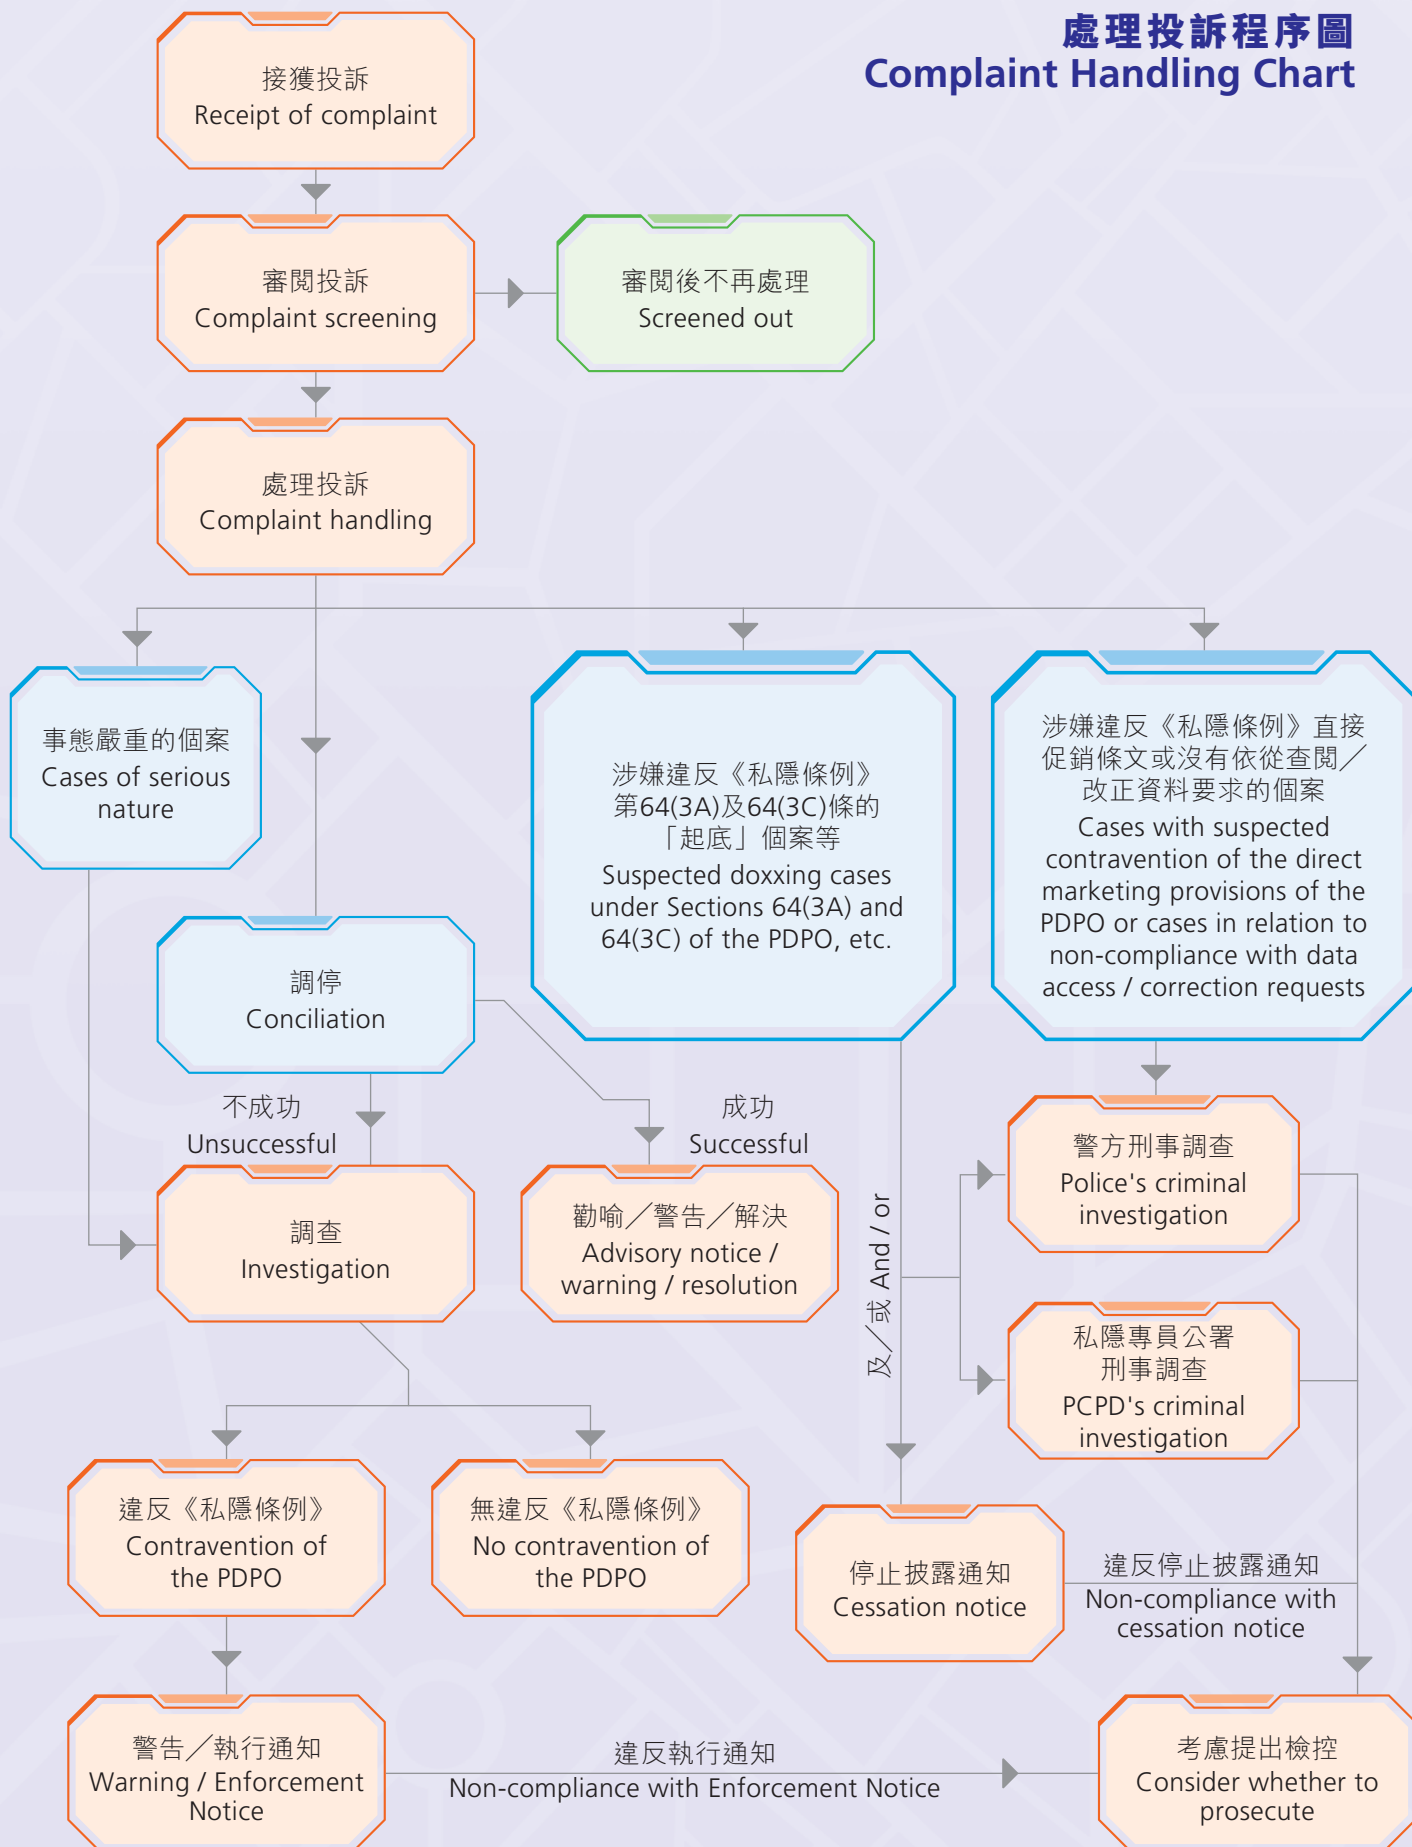 處理投訴程序圖
Complaint Handling Chart
接獲投訴
Receipt of complaint
審閱投訴
Complaint screening
審閱後不再處理
Screened out
處理投訴
Complaint handling
事態嚴重的個案
Cases of serious
nature
涉嫌違反《私隱條例》
第64(3A)及64(3C)條的
「起底」個案等
Suspected doxxing cases
under Sections 64(3A) and
64(3C) of the PDPO, etc.
涉嫌違反《私隱條例》直接
促銷條文或沒有依從查閱／
改正資料要求的個案
Cases with suspected
contravention of the direct
marketing provisions of the
PDPO or cases in relation to
non-compliance with data
access / correction requests
調停
Conciliation
不成功
Unsuccessful
成功
Successful
調查
Investigation
勸喻／警告／解決
Advisory notice /
warning / resolution
及／或 And / or
警方刑事調查
Police's criminal
investigation
私隱專員公署
刑事調查
PCPD's criminal
investigation
違反《私隱條例》
Contravention of
the PDPO
無違反《私隱條例》
No contravention of
the PDPO
停止披露通知
Cessation notice
違反停止披露通知
Non-compliance with
cessation notice
警告／執行通知
Warning / Enforcement
Notice
違反執行通知
Non-compliance with Enforcement Notice
考慮提出檢控
Consider whether to
prosecute